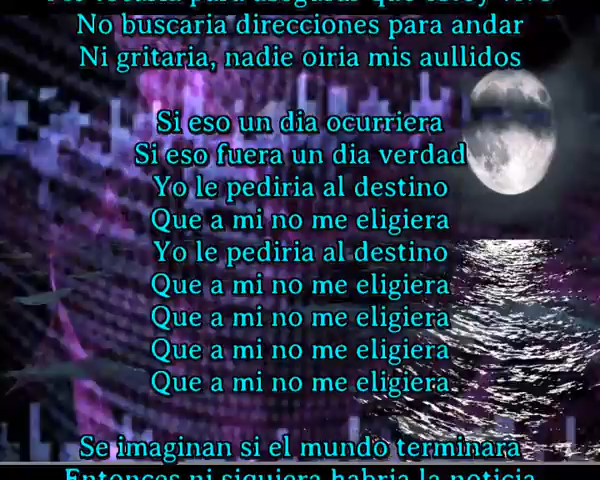 No buscaria direcciones para andar
Ni gritaria, nadie oiria mis aullidos
Si eso un dia ocurriera
Si eso fuera un dia verdad
Yo le pediria al destino
Que a mi no me eligiera
Yo le pediria al destino
Que a mi no me eligiera
Que a mi no me eligiera
Que a mi no me eligiera
Que a mi no me eligiera
Se imaginan si el mundo terminara
Entonces ni siquiera habria la noticia